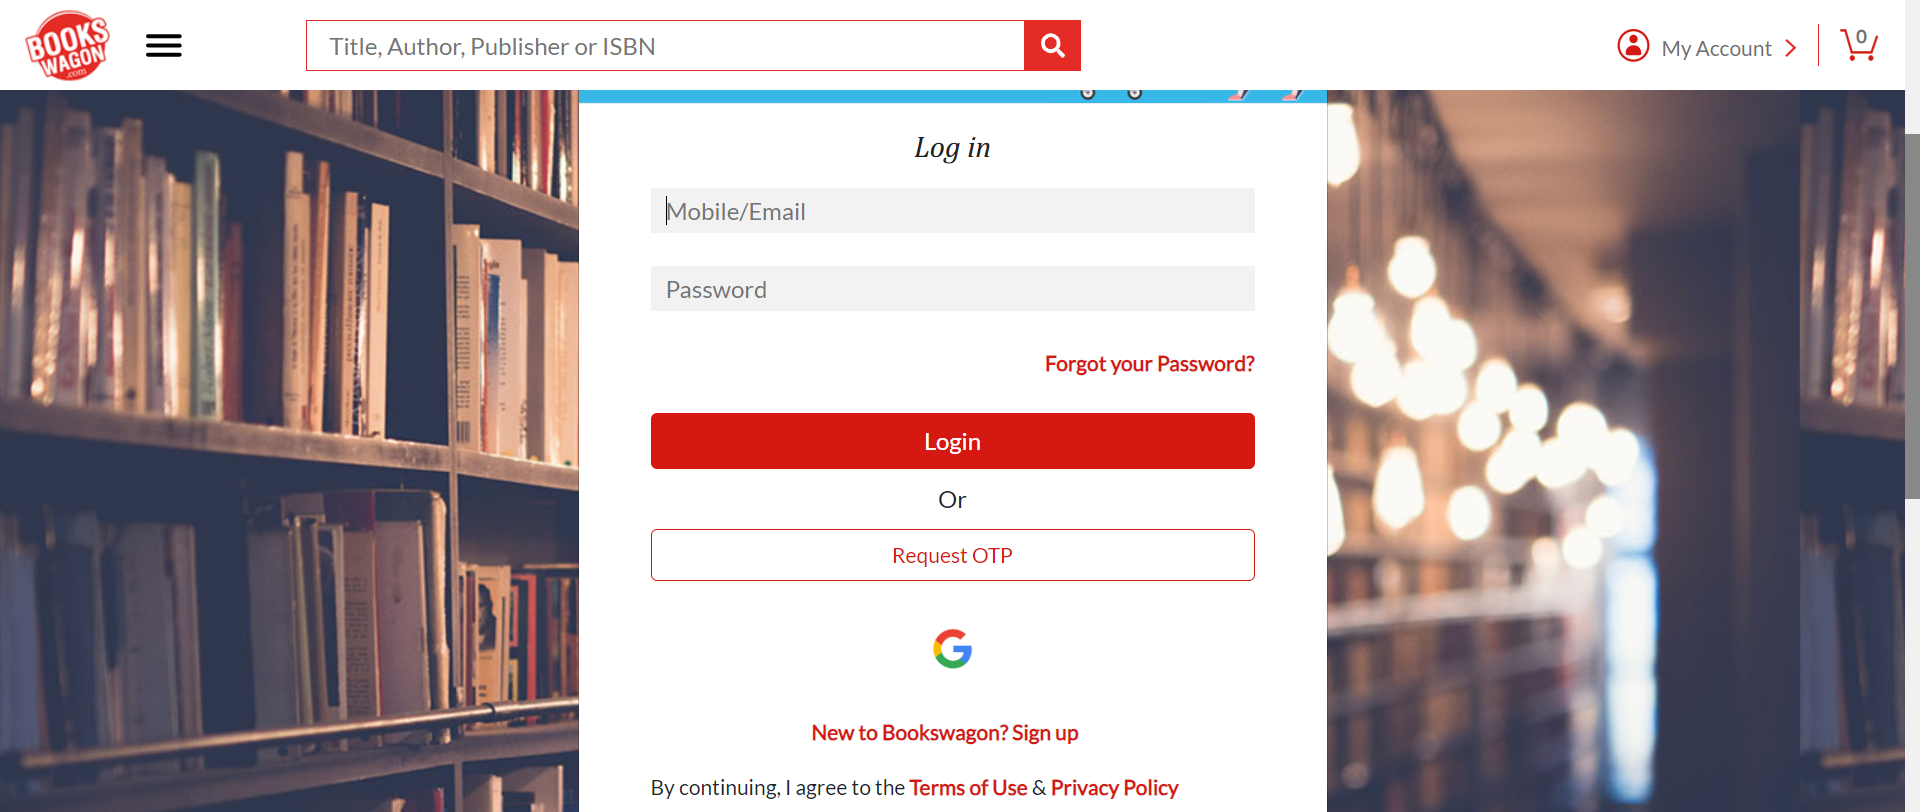 BOOKS
WAGON
.com
Title, Author, Publisher or ISBN
My Account
0
Log in
Mobile/Email
Password
Forgot your Password?
Login
Or
Request OTP
G
New to Bookswagon? Sign up
By continuing, I agree to the Terms of Use & Privacy Policy